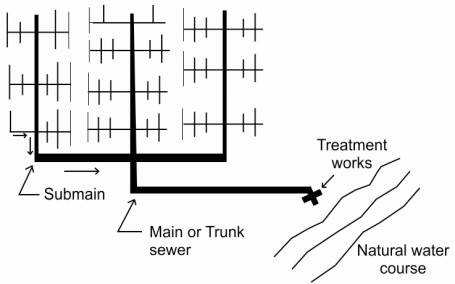 Treatment
works
Submain
Main or Trunk
sewer
Natural water
course